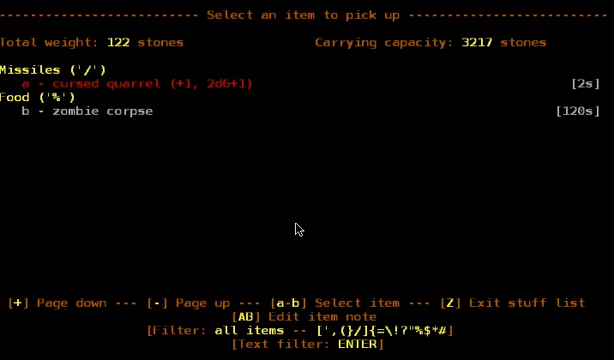 -------------------------- Select an item to pick up --------------------------
Total weight: 122 stones Carrying capacity: 3217 stones
Missiles ('/')
a - cursed quarrel (+1, 2d6+1) [2s]
Food ('%')
b - zombie corpse [120s]
[+] Page down --- [-] Page up --- [a-b] Select item --- [Z] Exit stuff list
[AB] Edit item note
[Filter: all items -- [',(}/]{=\!?"%$*#]
[Text filter: ENTER]